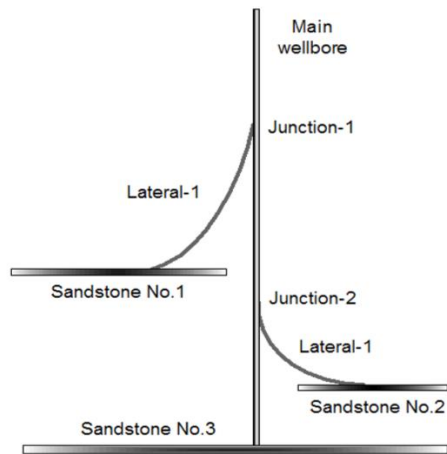 Main
wellbore
Junction-1
Lateral-1
Sandstone No.1
Junction-2
Lateral-1
Sandstone No.2
Sandstone No.3